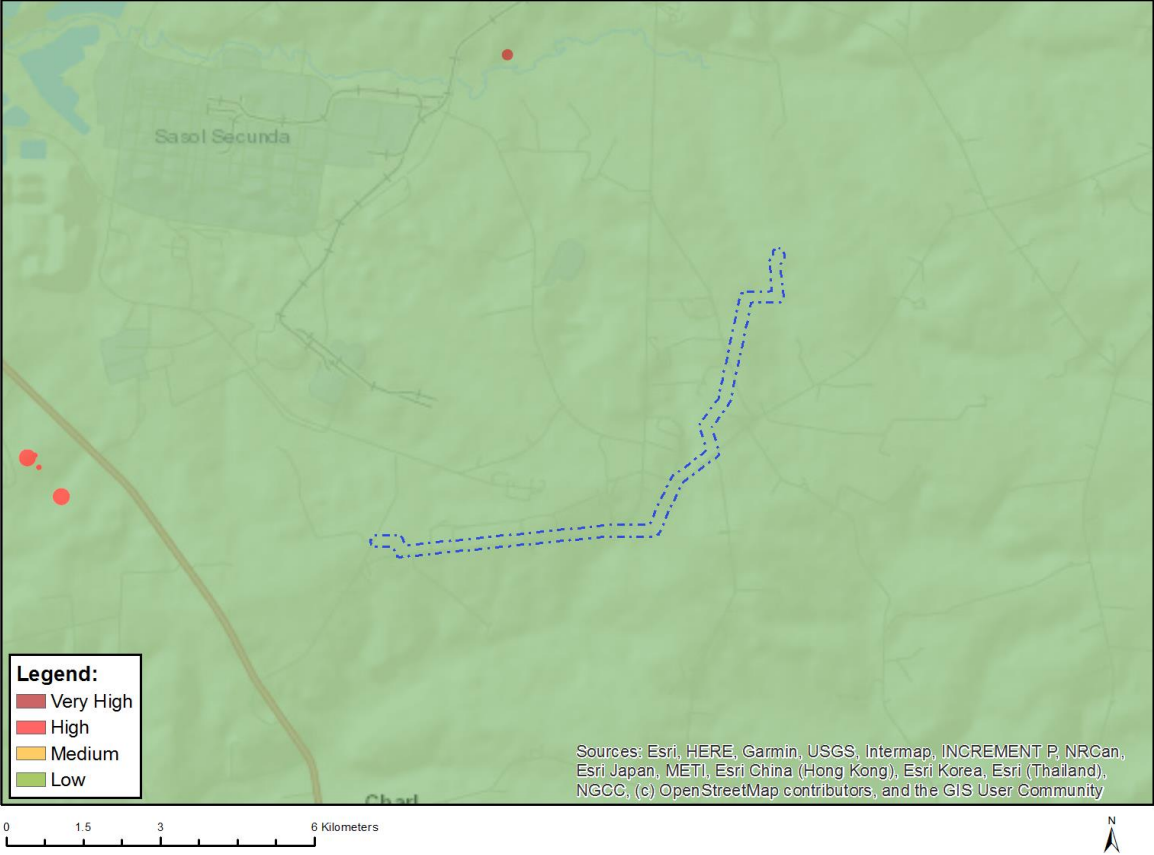 Sasol Secunda
Legend:
Very High
High
Medium
Low
Sources: Esri, HERE, Garmin, USGS, Intermap, INCREMENT P, NRCan,
Esri Japan, METI, Esri China (Hong Kong), Esri Korea, Esri (Thailand),
NGCC, (c) OpenStreetMap contributors, and the GIS User Community
0 1.5 3 6 Kilometers
N